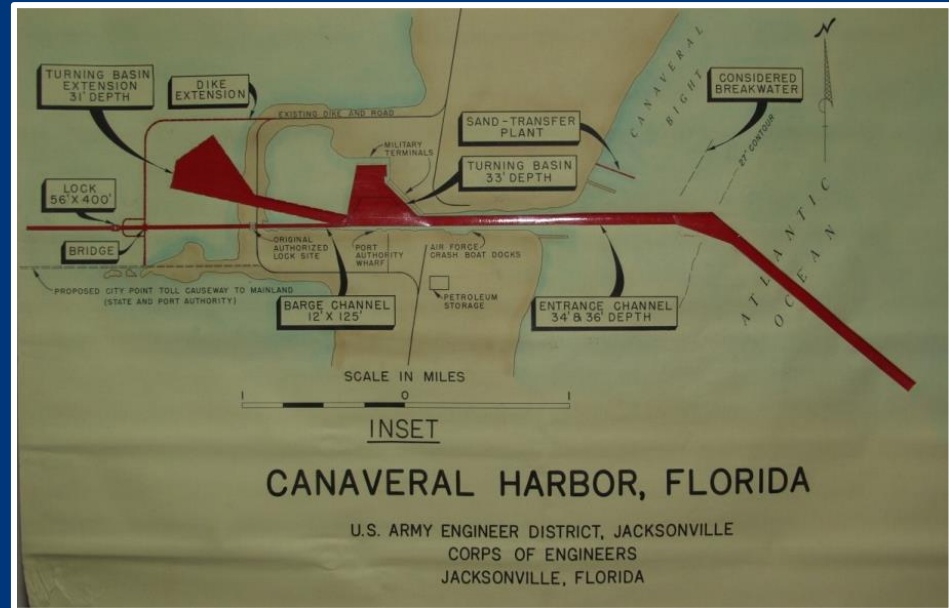 N
TURNING BASIN
EXTENSION
31' DEPTH
DIKE
EXTENSION
CONSIDERED
BREAKWATER
CANAVERAL
BIGHT
EXISTING DIKE AND ROAD
SAND-TRANSFER
PLANT
27' CONTOUR
MILITARY
TERMINALS
TURNING BASIN
33' DEPTH
LOCK
56' X 400'
BRIDGE
ORIGINAL
AUTHORIZED
LOCK SITE
PORT
AUTHORITY
WHARF
AIR FORCE
CRASH BOAT DOCKS
ATLANTIC
OCEAN
PROPOSED CITY POINT TOLL CAUSEWAY TO MAINLAND
(STATE AND PORT AUTHORITY)
BARGE CHANNEL
12' X 125'
PETROLEUM
STORAGE
ENTRANCE CHANNEL
34' & 36' DEPTH
SCALE IN MILES
1 0 1
INSET
CANAVERAL HARBOR, FLORIDA
U.S. ARMY ENGINEER DISTRICT, JACKSONVILLE
CORPS OF ENGINEERS
JACKSONVILLE, FLORIDA